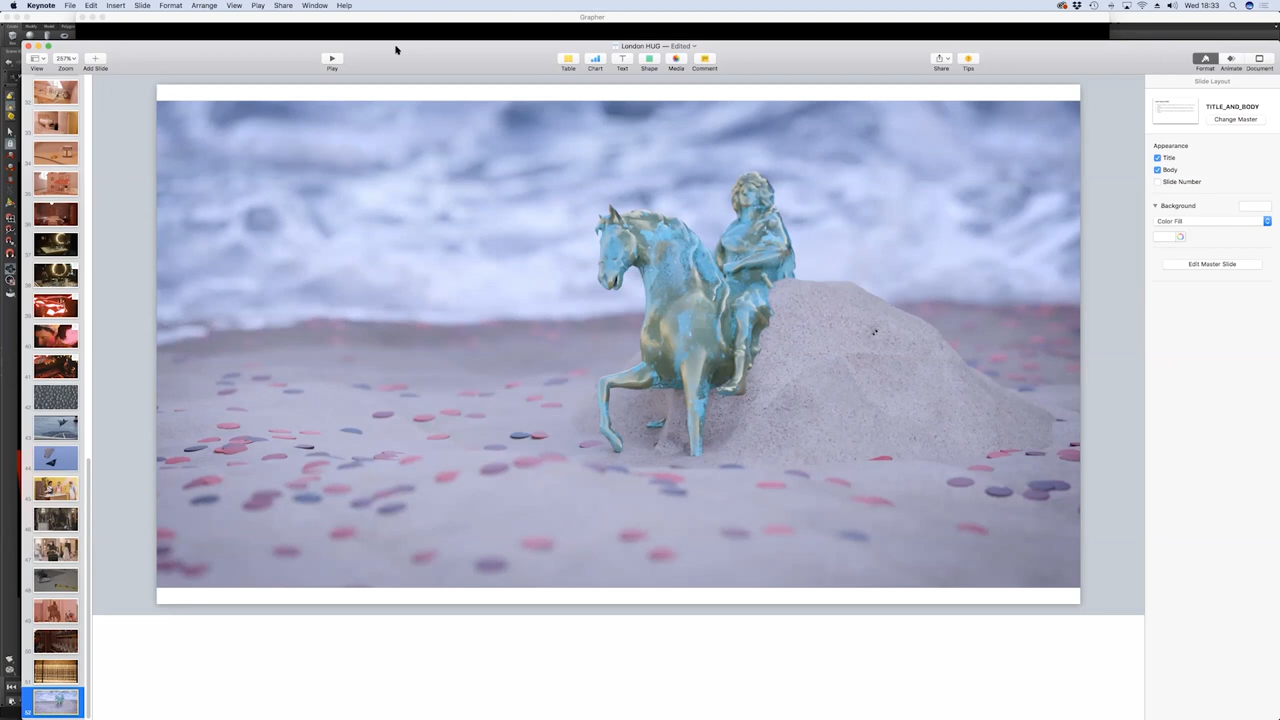 Keynote File Edit Insert Slide Format Arrange View Play Share Window Help Wed 18:33
Grapher
London HUG — Edited
257%
View Zoom Add Slide Play Table Chart Text Shape Media Comment Share Tips Format Animate Document
Slide Layout
TITLE_AND_BODY
Change Master
Appearance
Title
Body
Slide Number
Background
Color Fill
Edit Master Slide